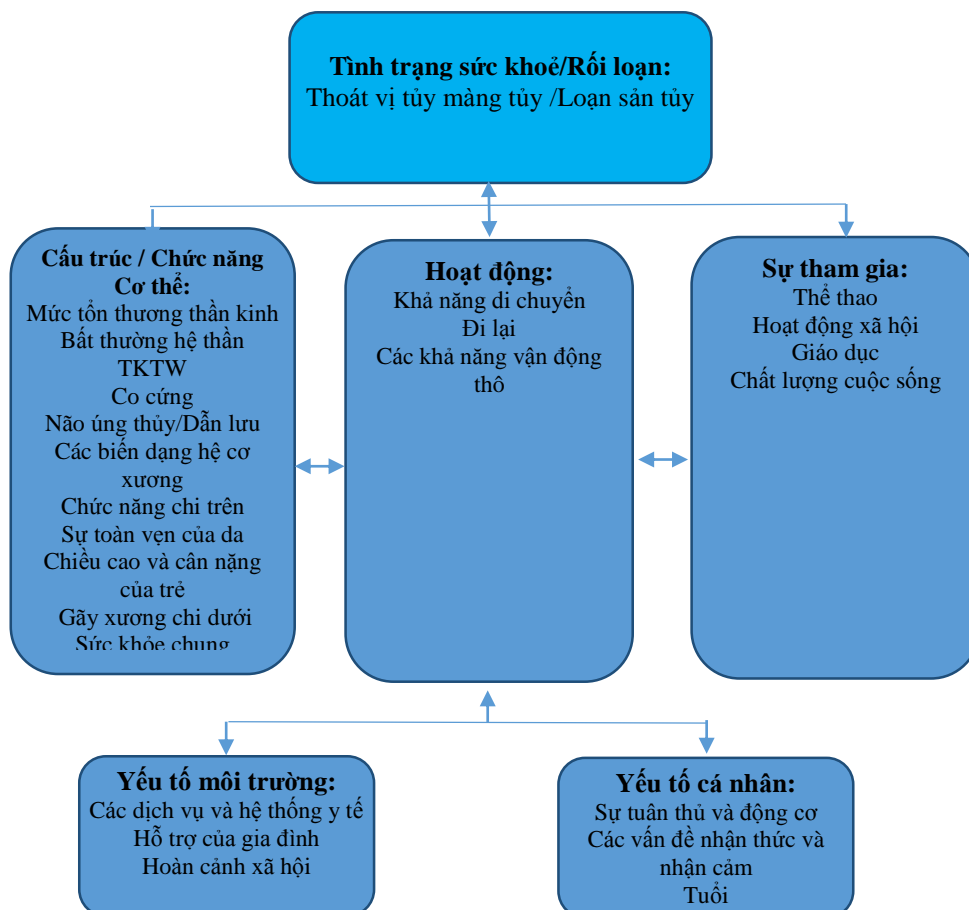 Tình trạng sức khoẻ/Rối loạn:
Thoát vị tủy màng tủy /Loạn sản tủy
Cấu trúc / Chức năng
Cơ thể:
Mức tổn thương thần kinh
Bất thường hệ thần
TKTW
Co cứng
Não úng thủy/Dẫn lưu
Các biến dạng hệ cơ
xương
Chức năng chi trên
Sự toàn vẹn của da
Chiều cao và cân nặng
của trẻ
Gãy xương chi dưới
Sức khỏe chung
Hoạt động:
Khả năng di chuyển
Đi lại
Các khả năng vận động
thô
Sự tham gia:
Thể thao
Hoạt động xã hội
Giáo dục
Chất lượng cuộc sống
Yếu tố môi trường:
Các dịch vụ và hệ thống y tế
Hỗ trợ của gia đình
Hoàn cảnh xã hội
Yếu tố cá nhân:
Sự tuân thủ và động cơ
Các vấn đề nhận thức và
nhận cảm
Tuổi